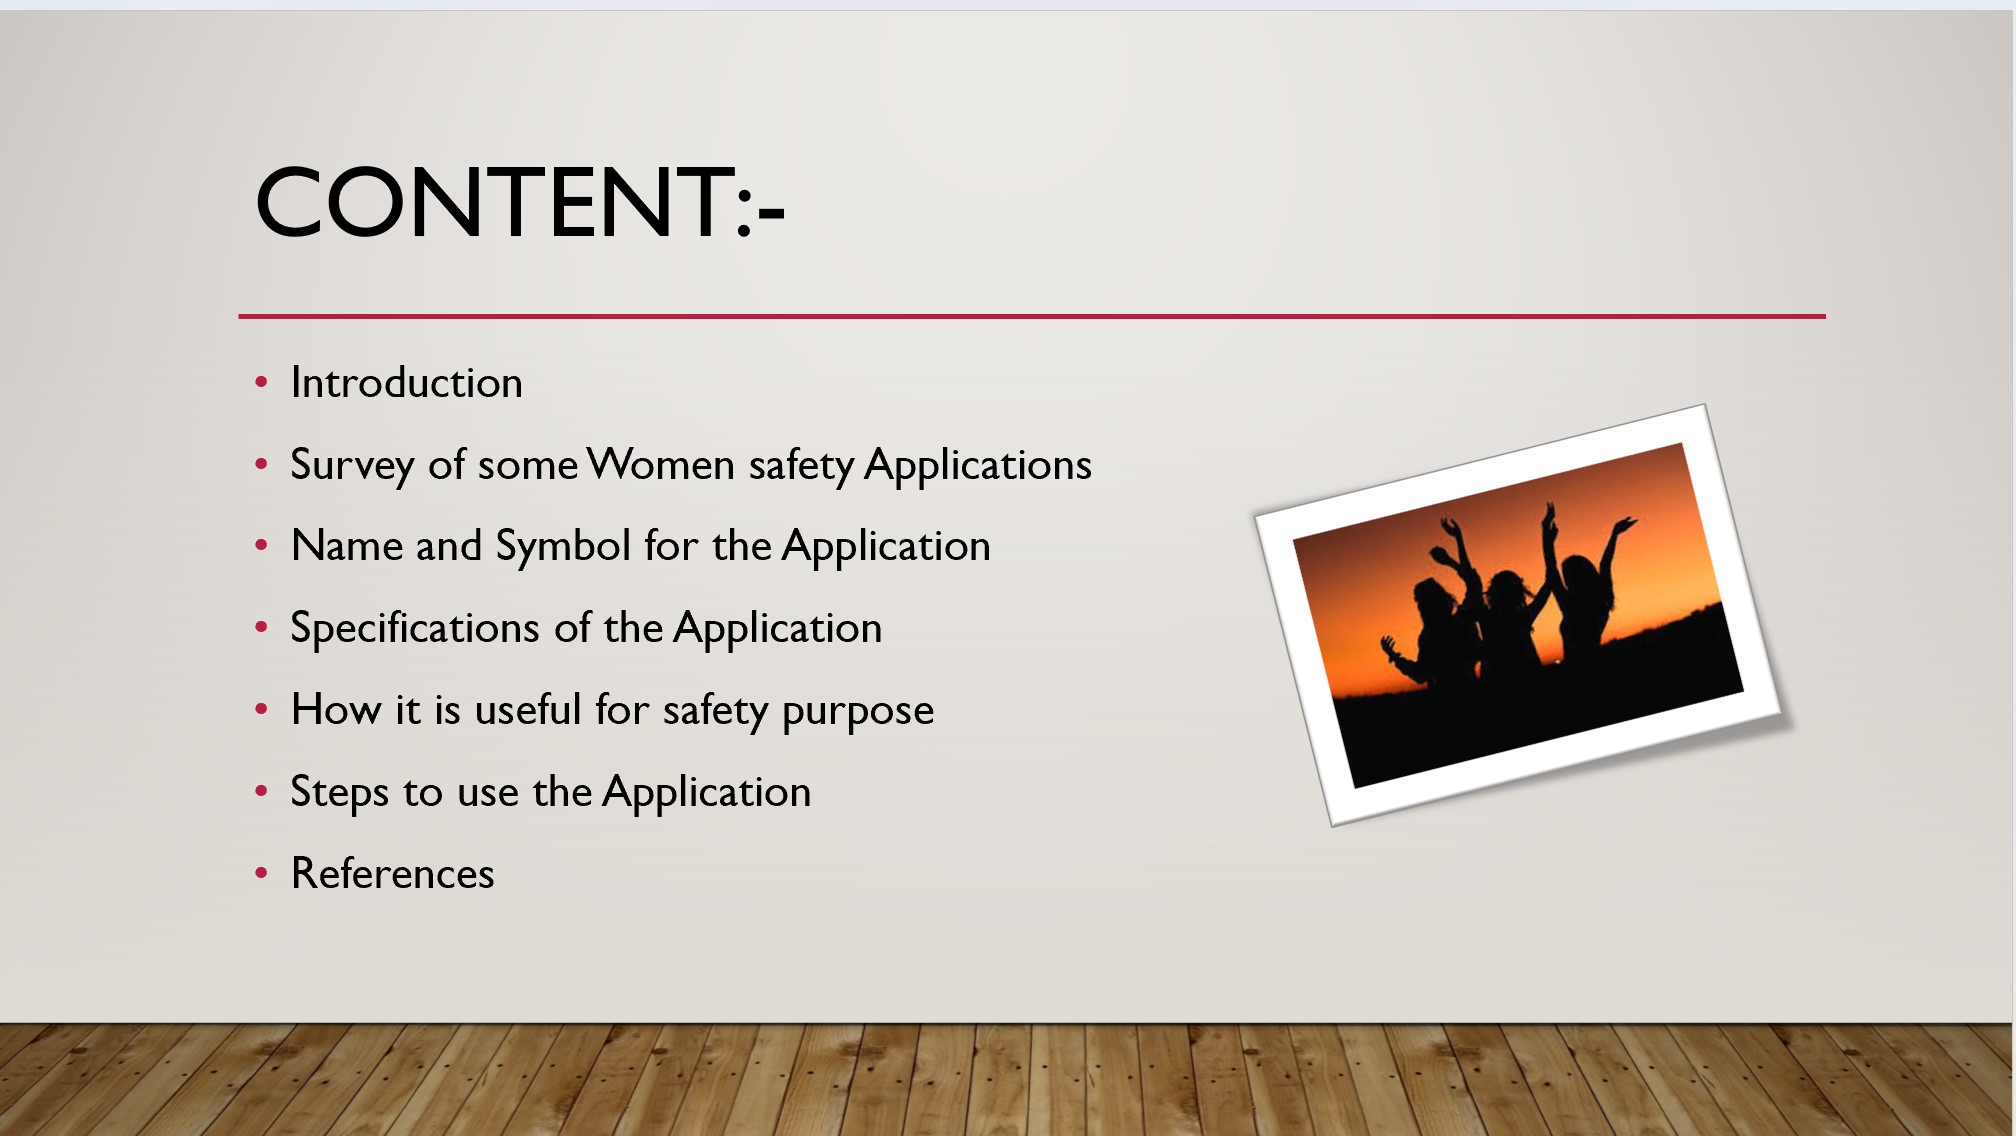 CONTENT:-
• Introduction
• Survey of some Women safety Applications
• Name and Symbol for the Application
• Specifications of the Application
• How it is useful for safety purpose
• Steps to use the Application
• References